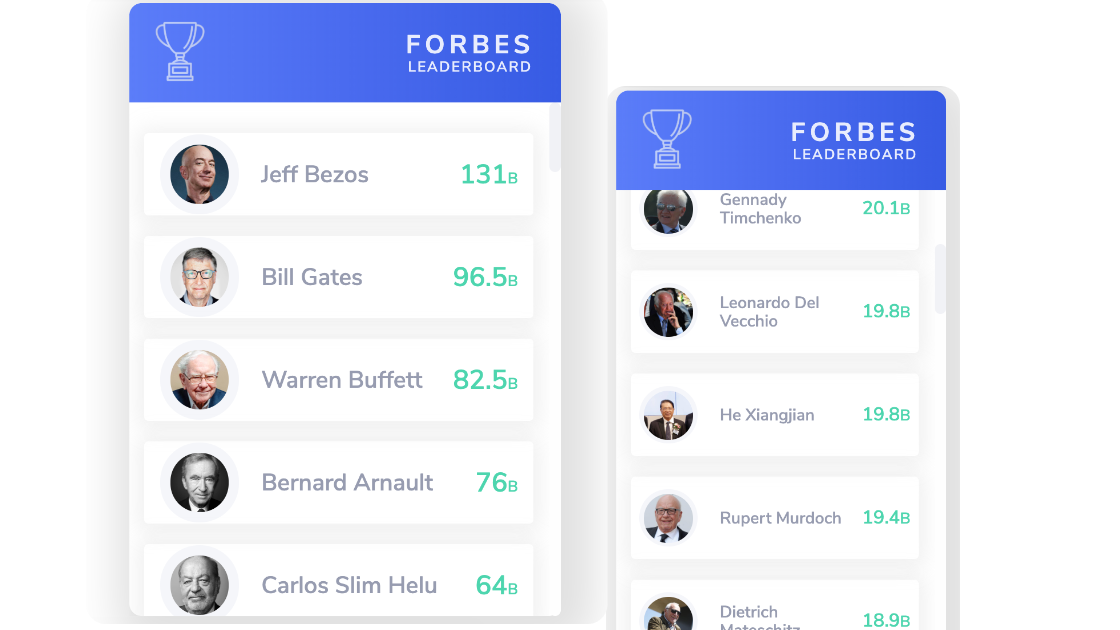 FORBES
LEADERBOARD
Jeff Bezos 131B
Bill Gates 96.5B
Warren Buffett 82.5B
Bernard Arnault 76B
Carlos Slim Helu 64B
FORBES
LEADERBOARD
Gennady
Timchenko 20.1B
Leonardo Del
Vecchio 19.8B
He Xiangjian 19.8B
Rupert Murdoch 19.4B
Dietrich
Mateschitz 18.9B